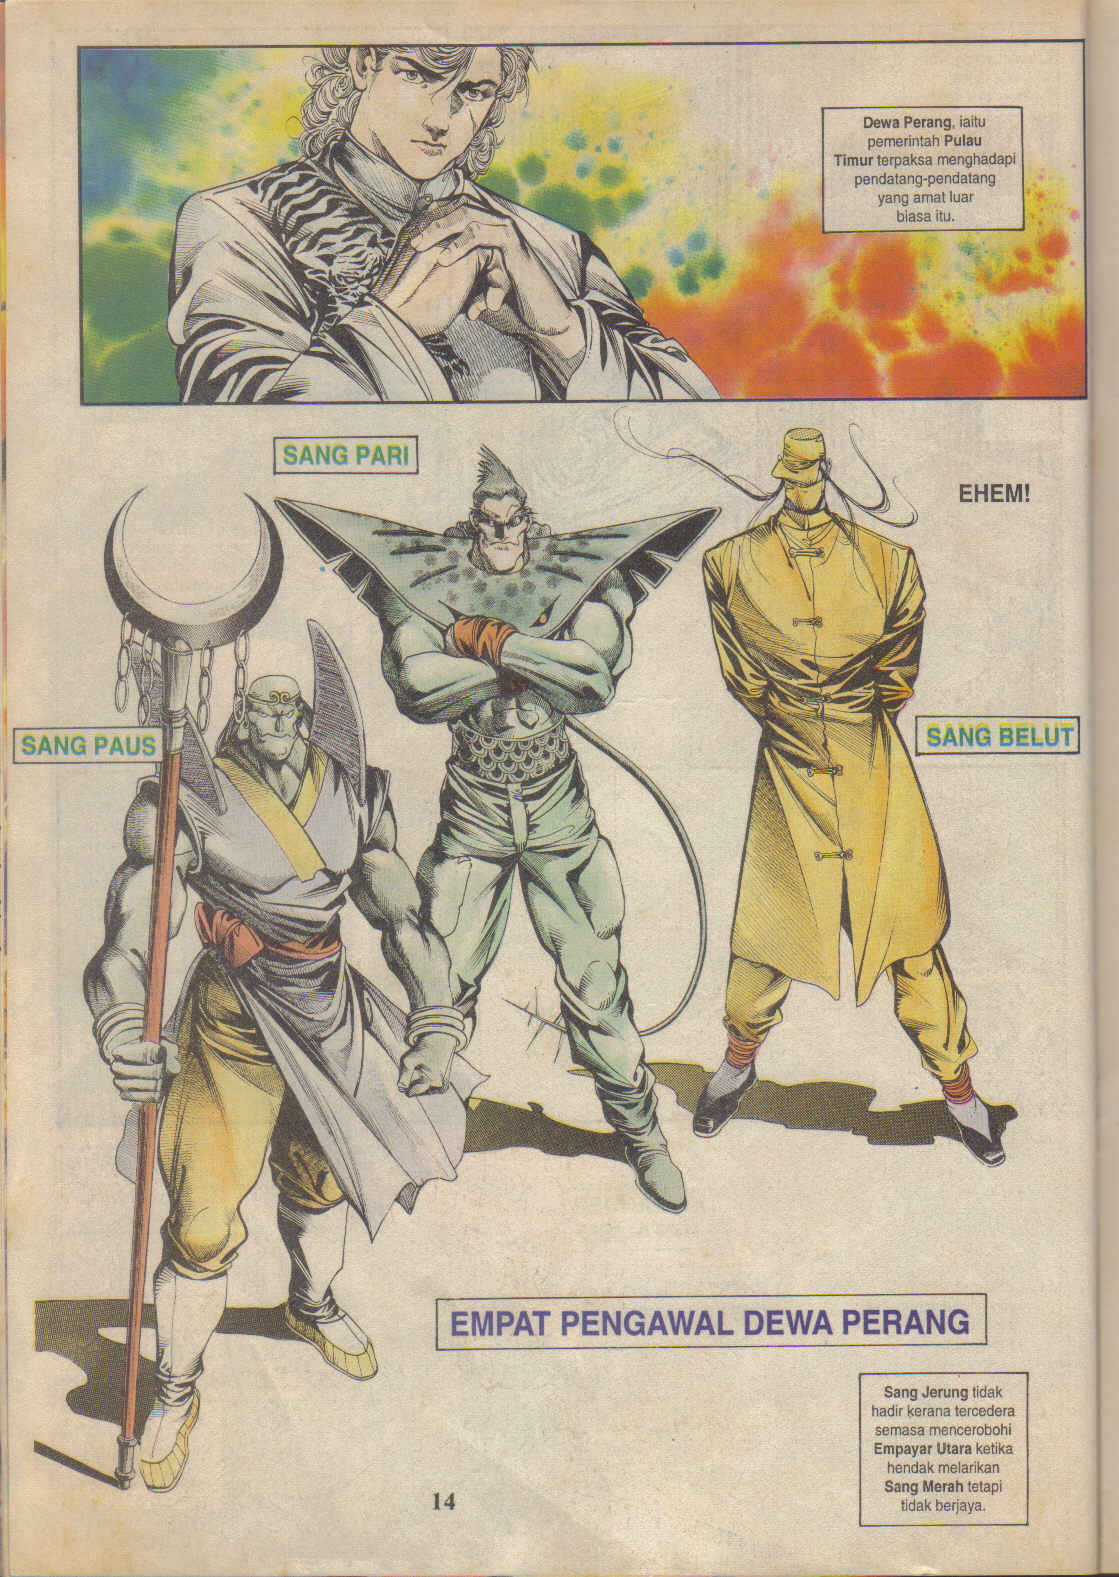 Dewa Perang, iaitu
pemerintah Pulau
Timur terpaksa menghadapi
pendatang-pendatang
yang amat luar
biasa itu.
SANG PARI
EHEM!
SANG PAUS
SANG BELUT
EMPAT PENGAWAL DEWA PERANG
Sang Jerung tidak
hadir kerana tercedera
semasa mencerobohi
Empayar Utara ketika
hendak melarikan
Sang Merah tetapi
tidak berjaya.
14